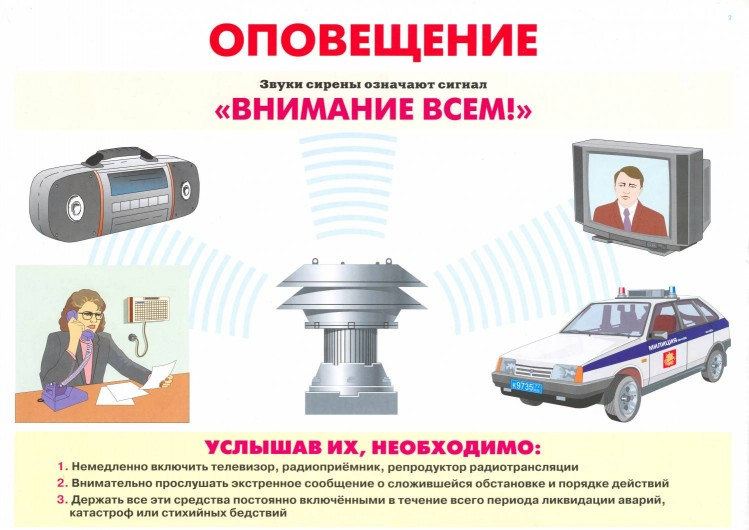 2
ОПОВЕЩЕНИЕ
Звуки сирены означают сигнал
«ВНИМАНИЕ ВСЕМ!»
МИЛИЦИЯ
к9735
УСЛЫШАВ ИХ, НЕОБХОДИМО:
1. Немедленно включить телевизор, радиоприёмник, репродуктор радиотрансляции
2. Внимательно прослушать экстренное сообщение о сложившейся обстановке и порядке действий
3. Держать все эти средства постоянно включёнными в течение всего периода ликвидации аварий,
катастроф или стихийных бедствий